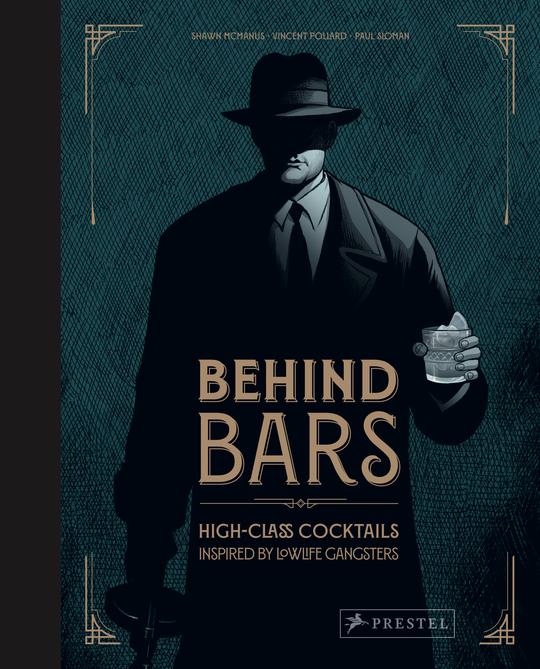 SHAWN MCMANUS · VINCENT POLLARD · PAUL SLOMAN
BEHIND
BARS
HIGH-CLASS COCKTAILS
INSPIRED BY LOWLIFE GANGSTERS
PRESTEL